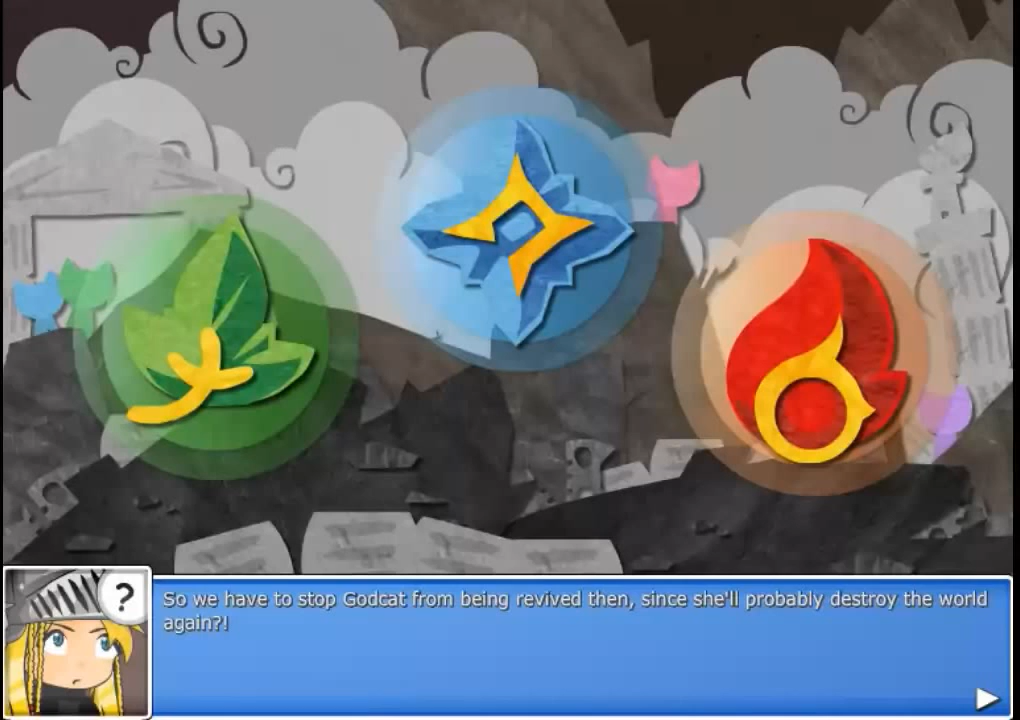 ?
So we have to stop Godcat from being revived then, since she'll probably destroy the world
again?!